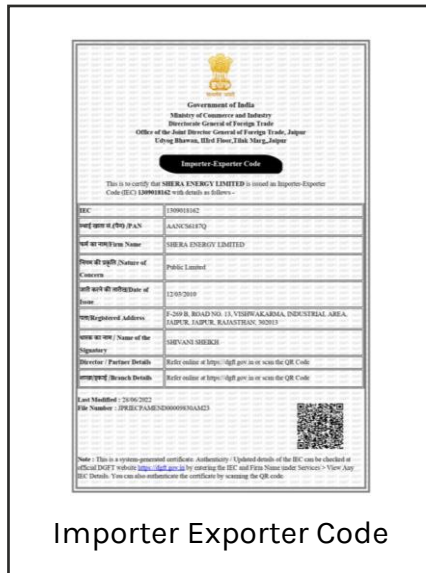 Government of India
Ministry of Commerce and Industry
Directorate General of Foreign Trade
Office of the Joint Director General of Foreign Trade, Jaipur
Udyog Bhawan, IIIrd Floor,Tilak Marg,,Jaipur
Importer-Exporter Code
This is to certify that SHERA ENERGY LIMITED is issued an Importer-Exporter
Code (IEC) 1309018162 with details as follows -
IEC 1309018162
स्थाई खाता सं.(पैन) /PAN AANCS6187Q
फर्म का नाम/Firm Name SHERA ENERGY LIMITED
/Nature of
Concern Public Limited
जारी करने की तारीख/Date of
Issue 12/03/2010
पता/Registered Address F-269 B, ROAD NO. 13, VISHWAKARMA, INDUSTRIAL AREA,
JAIPUR, JAIPUR, RAJASTHAN, 302013
/ Name of the
Signatory SHIVANI SHEIKH
Director / Partner Details Refer online at https://dgft.gov.in or scan the QR Code
/Branch Details Refer online at https://dgft.gov.in or scan the QR Code
Last Modified : 28/06/2022
File Number : JPRIECPAMEND00009830AM23
Note : This is a system-generated certificate. Authenticity / Updated details of the IEC can be checked at
official DGFT website https://dgft.gov.in by entering the IEC and Firm Name under Services > View Any
IEC Details. You can also authenticate the certificate by scanning the QR code
Importer Exporter Code